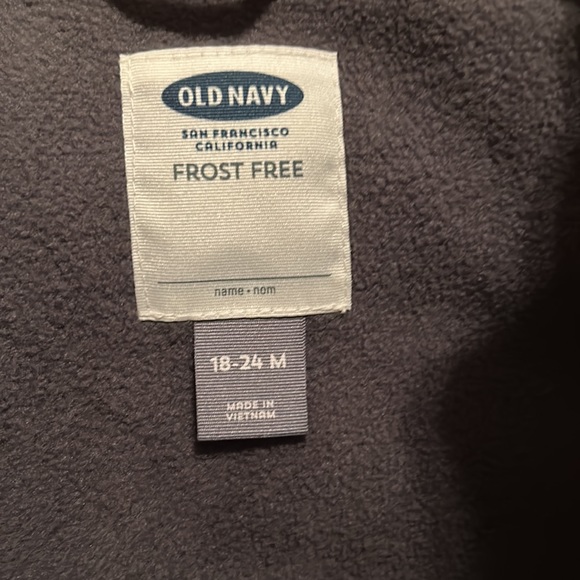 OLD NAVY
SAN FRANCISCO
CALIFORNIA
FROST FREE
name • nom
18-24 M
MADE IN
VIETNAM